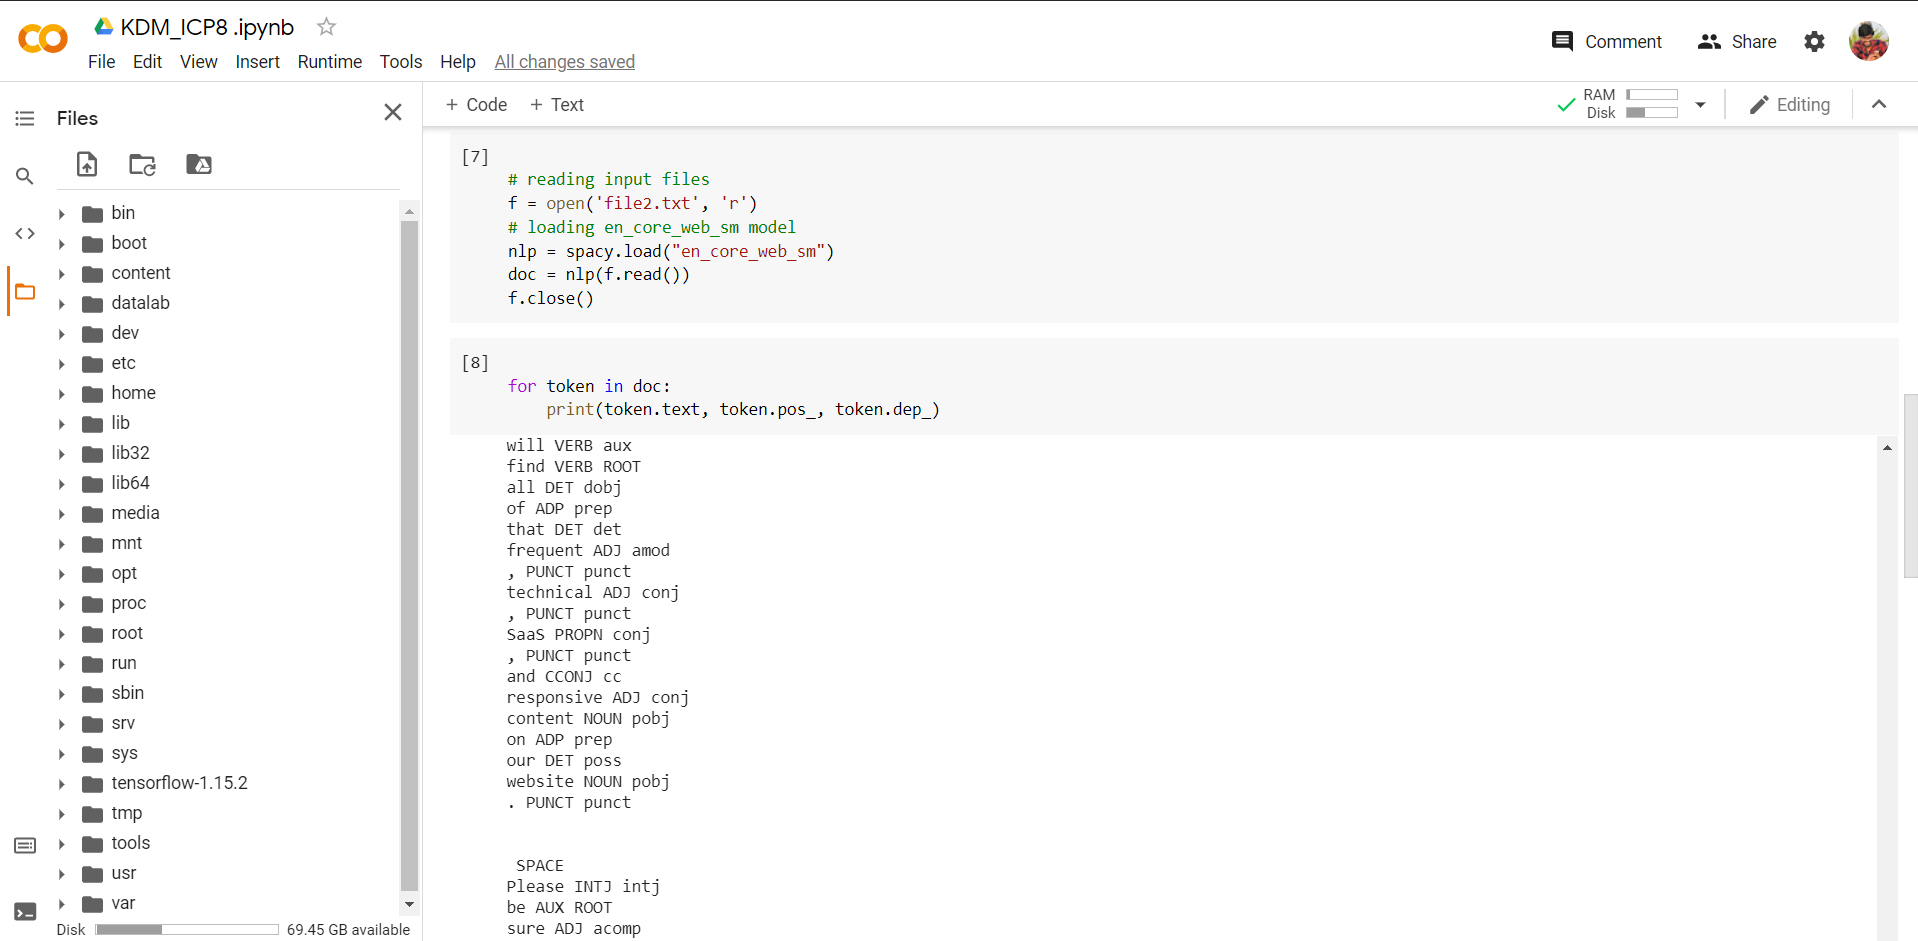 KDM_ICP8 .ipynb
File Edit View Insert Runtime Tools Help All changes saved
Comment Share
Files
+ Code + Text
RAM
Disk
Editing
bin
boot
content
datalab
dev
etc
home
lib
lib32
lib64
media
mnt
opt
proc
root
run
sbin
srv
sys
tensorflow-1.15.2
tmp
tools
usr
var
Disk 69.45 GB available
[7]
# reading input files
f = open('file2.txt', 'r')
# loading en_core_web_sm model
nlp = spacy.load("en_core_web_sm")
doc = nlp(f.read())
f.close()
[8]
for token in doc:
    print(token.text, token.pos_, token.dep_)
will VERB aux
find VERB ROOT
all DET dobj
of ADP prep
that DET det
frequent ADJ amod
, PUNCT punct
technical ADJ conj
, PUNCT punct
SaaS PROPN conj
, PUNCT punct
and CCONJ cc
responsive ADJ conj
content NOUN pobj
on ADP prep
our DET poss
website NOUN pobj
. PUNCT punct
SPACE
Please INTJ intj
be AUX ROOT
sure ADJ acomp